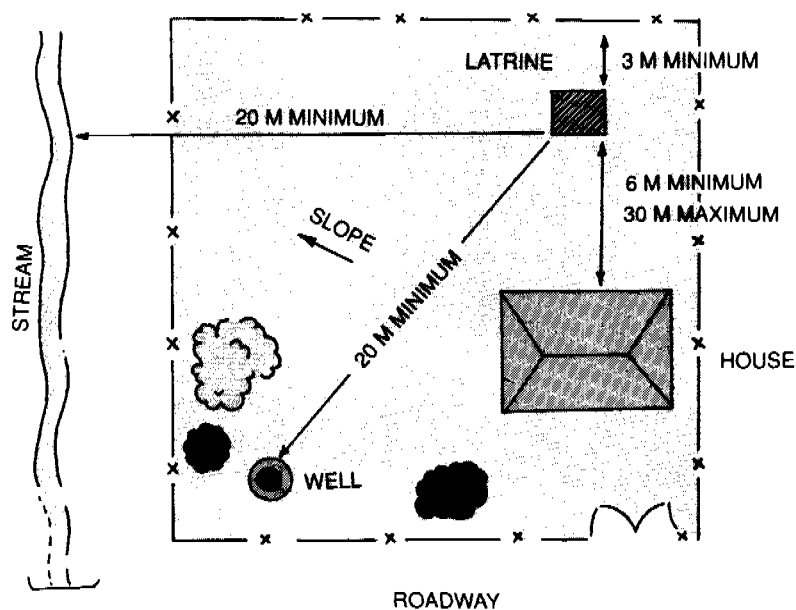 LATRINE
3 M MINIMUM
20 M MINIMUM
6 M MINIMUM
30 M MAXIMUM
SLOPE
20 M MINIMUM
STREAM
HOUSE
WELL
ROADWAY